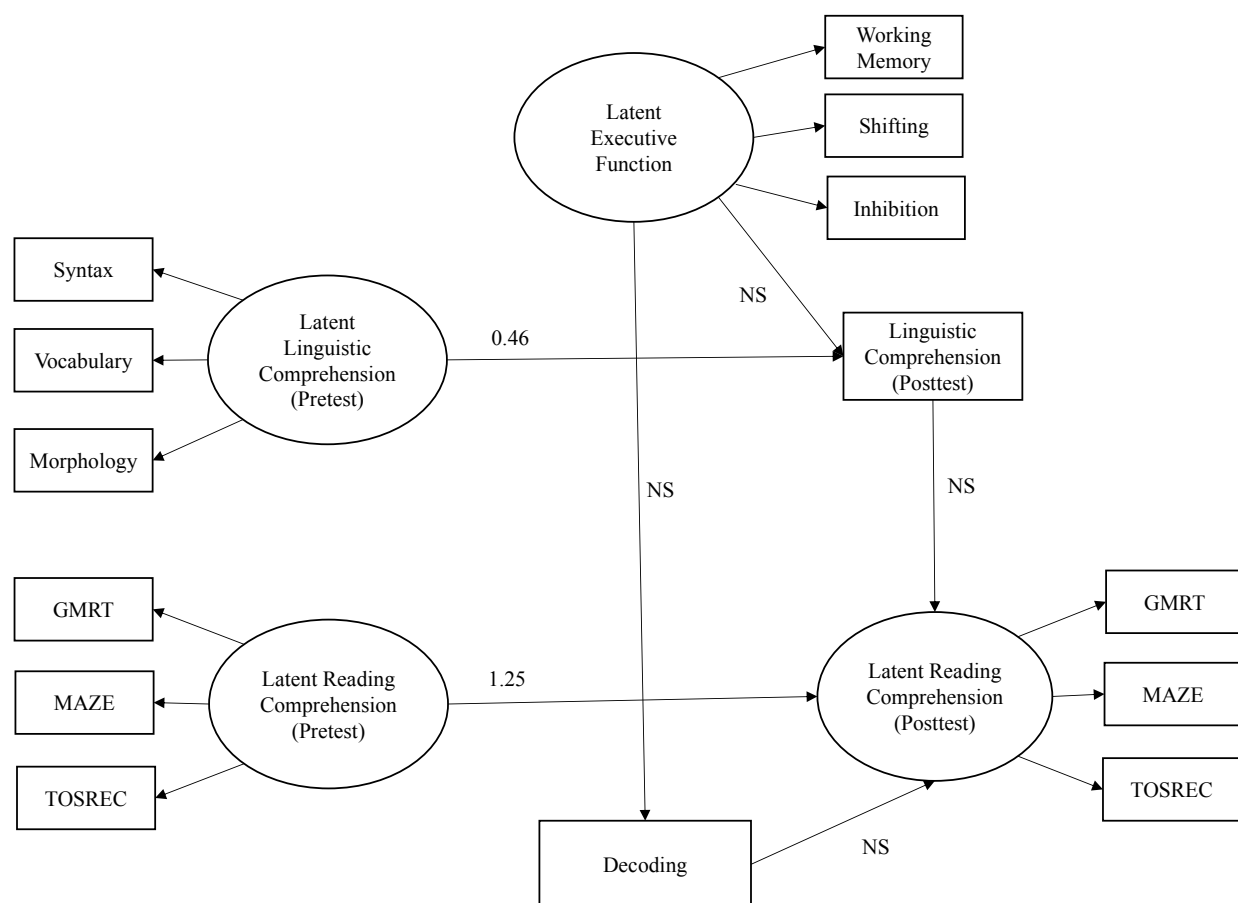 Working
Memory
Latent
Executive
Function
Shifting
Inhibition
Syntax
Vocabulary
Morphology
Latent
Linguistic
Comprehension
(Pretest)
0.46
NS
Linguistic
Comprehension
(Posttest)
NS
NS
GMRT
MAZE
TOSREC
Latent Reading
Comprehension
(Pretest)
1.25
Latent Reading
Comprehension
(Posttest)
GMRT
MAZE
TOSREC
Decoding
NS